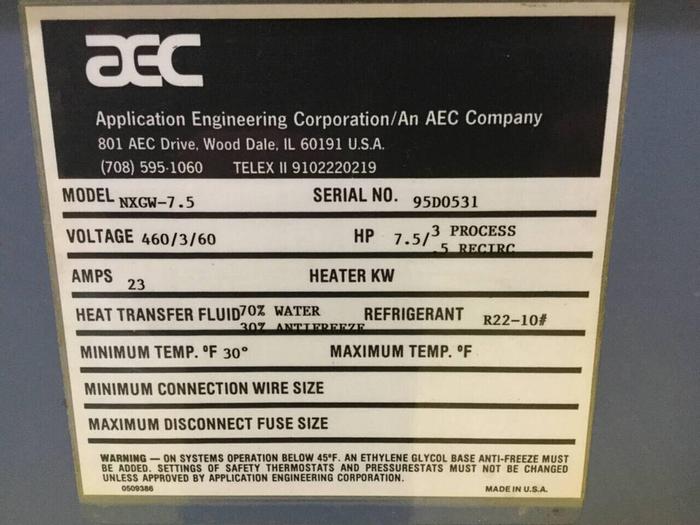 AEC
Application Engineering Corporation/An AEC Company
801 AEC Drive, Wood Dale, IL 60191 U.S.A.
(708) 595-1060 TELEX II 9102220219
MODEL NXGW-7.5 SERIAL NO. 95D0531
VOLTAGE 460/3/60 HP 7.5/3 PROCESS
.5 RECIRC
AMPS 23 HEATER KW
HEAT TRANSFER FLUID 70% WATER REFRIGERANT R22-10#
30% ANTIFREEZE
MINIMUM TEMP. ºF 30° MAXIMUM TEMP. ºF
MINIMUM CONNECTION WIRE SIZE
MAXIMUM DISCONNECT FUSE SIZE
WARNING — ON SYSTEMS OPERATION BELOW 45ºF. AN ETHYLENE GLYCOL BASE ANTI-FREEZE MUST
BE ADDED. SETTINGS OF SAFETY THERMOSTATS AND PRESSURESTATS MUST NOT BE CHANGED
UNLESS APPROVED BY APPLICATION ENGINEERING CORPORATION.
0509386 MADE IN U.S.A.